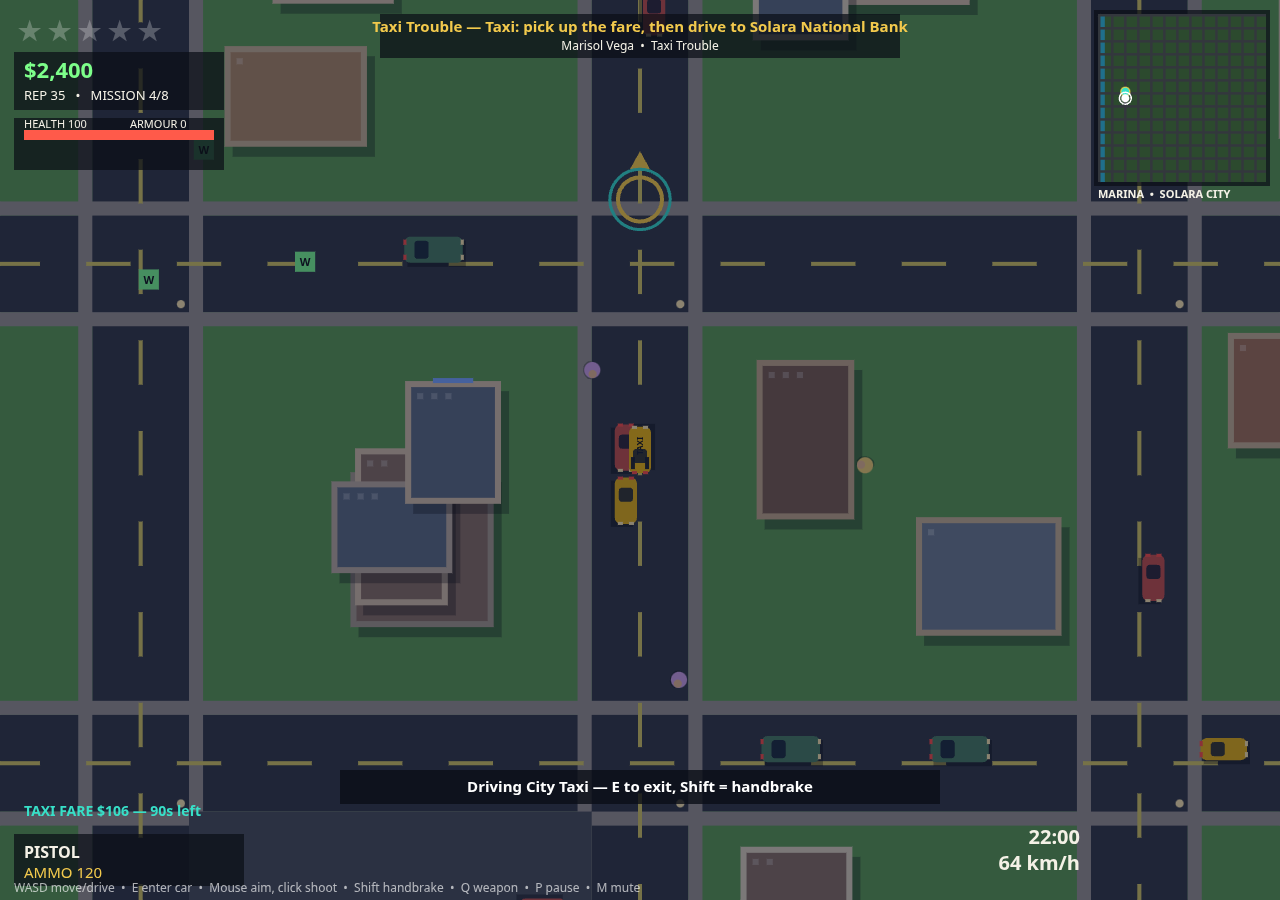 Taxi Trouble — Taxi: pick up the fare, then drive to Solara National Bank
Marisol Vega • Taxi Trouble
$2,400
REP 35 • MISSION 4/8
HEALTH 100 ARMOUR 0
W
MARINA • SOLARA CITY
W
W
TAXI
Driving City Taxi — E to exit, Shift = handbrake
TAXI FARE $106 — 90s left
22:00
64 km/h
PISTOL
AMMO 120
WASD move/drive • E enter car • Mouse aim, click shoot • Shift handbrake • Q weapon • P pause • M mute